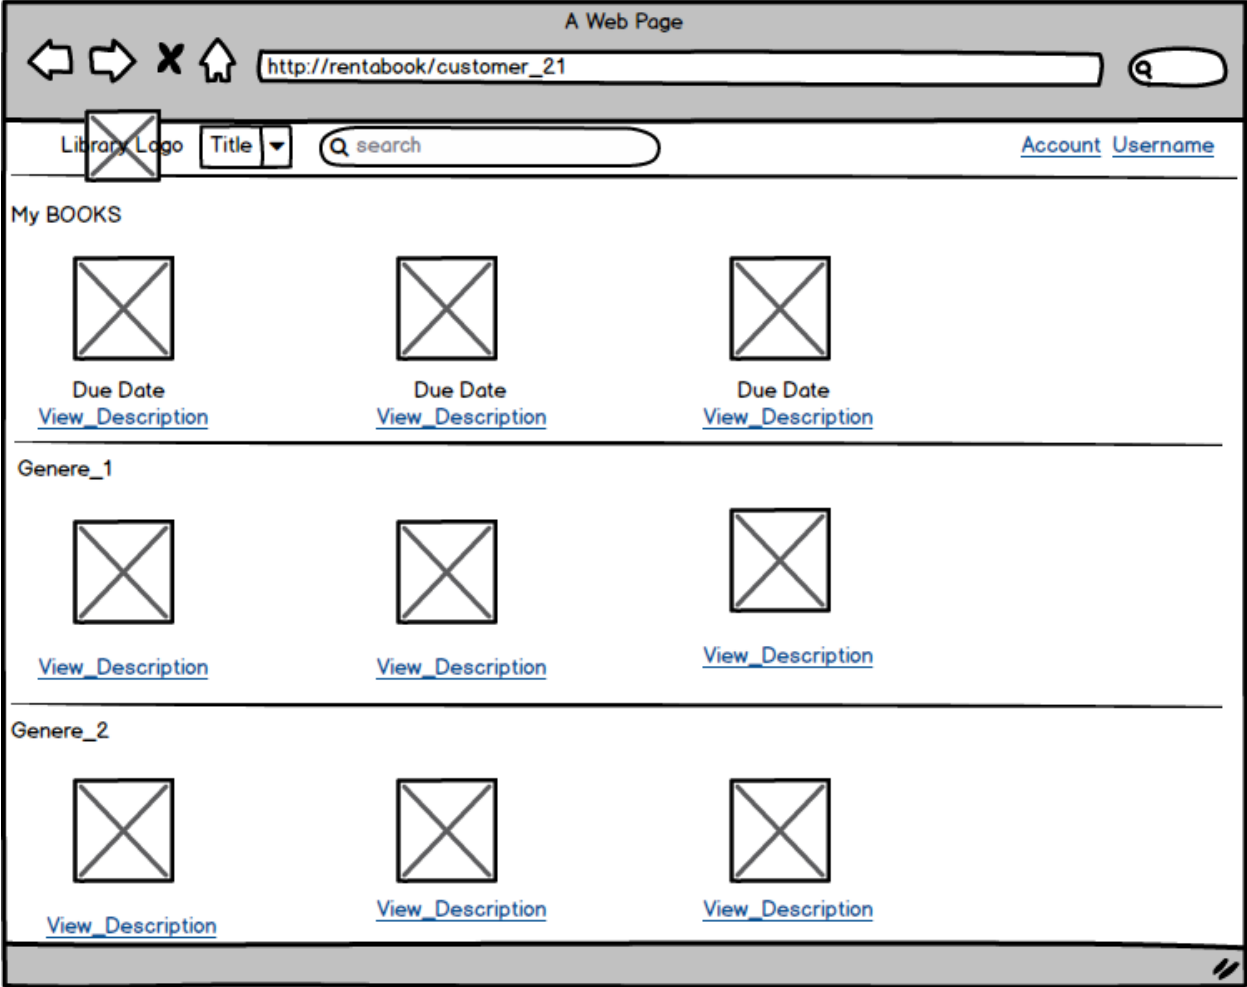 A Web Page
http://rentabook/customer_21
Library Logo Title search Account Username
My BOOKS
Due Date Due Date Due Date
View_Description View_Description View_Description
Genere_1
View_Description View_Description View_Description
Genere_2
View_Description View_Description View_Description